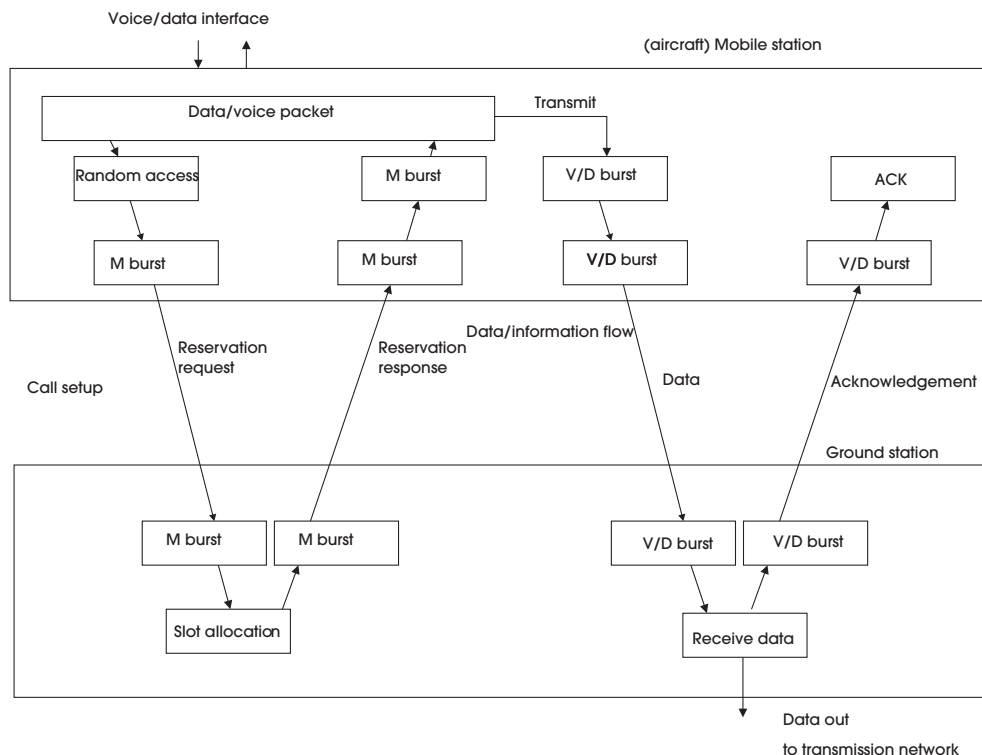 Voice/data interface
(aircraft) Mobile station
Data/voice packet
Transmit
Random access
M burst
V/D burst
ACK
M burst
M burst
V/D burst
V/D burst
Data/information flow
Reservation
request
Reservation
response
Call setup
Data
Acknowledgement
Ground station
M burst
M burst
V/D burst
V/D burst
Slot allocation
Receive data
Data out
to transmission network